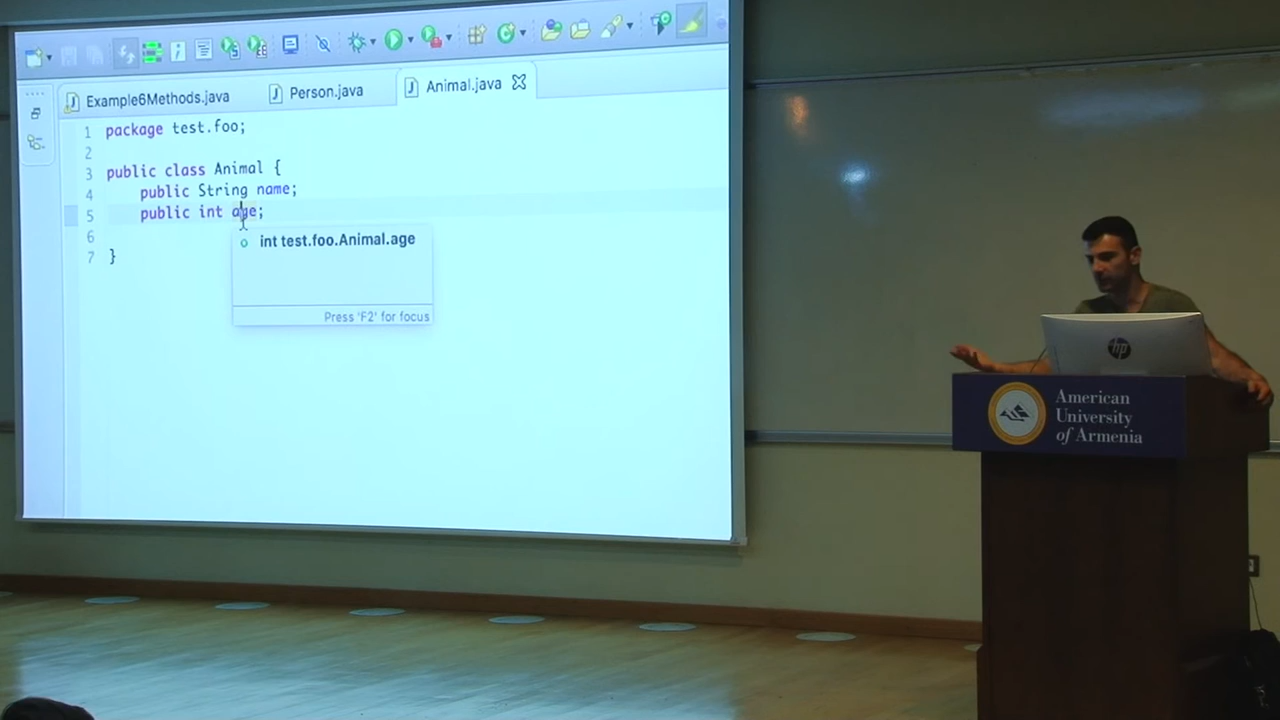 Example6Methods.java
Person.java
Animal.java
1 package test.foo;
2
3 public class Animal {
4 public String name;
5 public int age;
6
7 }
int test.foo.Animal.age
Press 'F2' for focus
hp
American
University
of Armenia